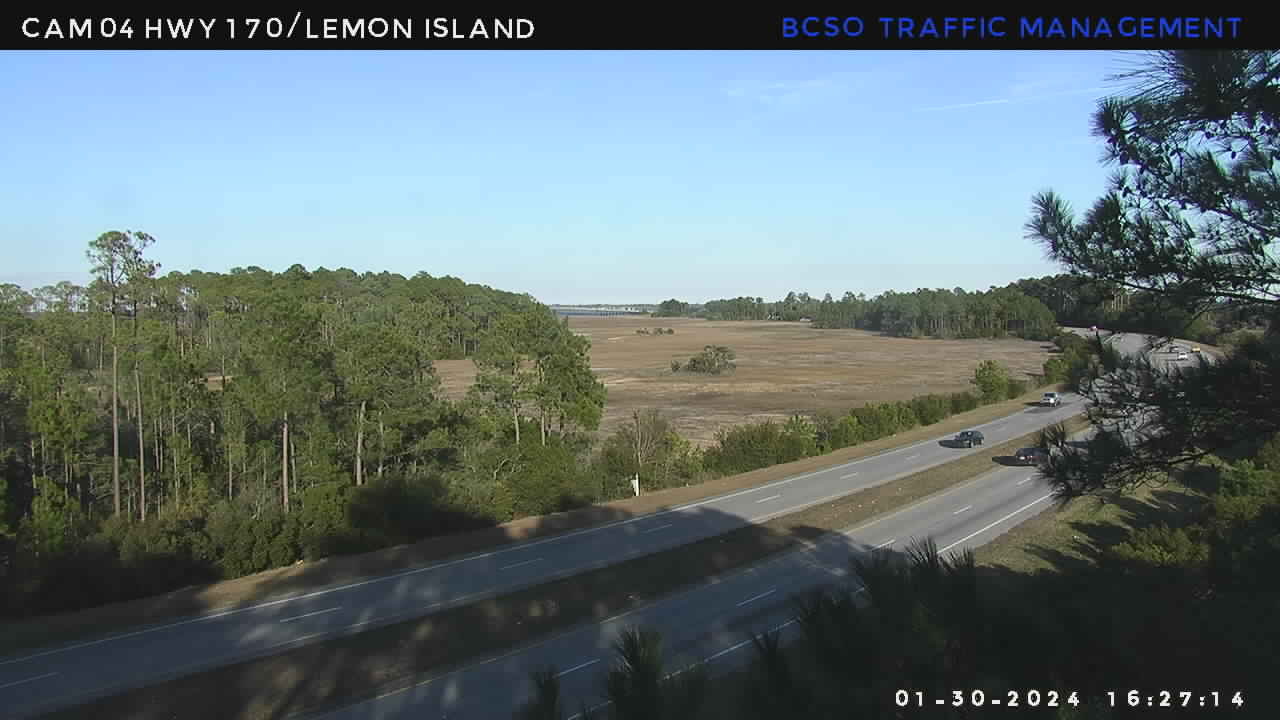 CAM04 HWY170/LEMON ISLAND
BCSO TRAFFIC MANAGEMENT
01-30-2024 16:27:14